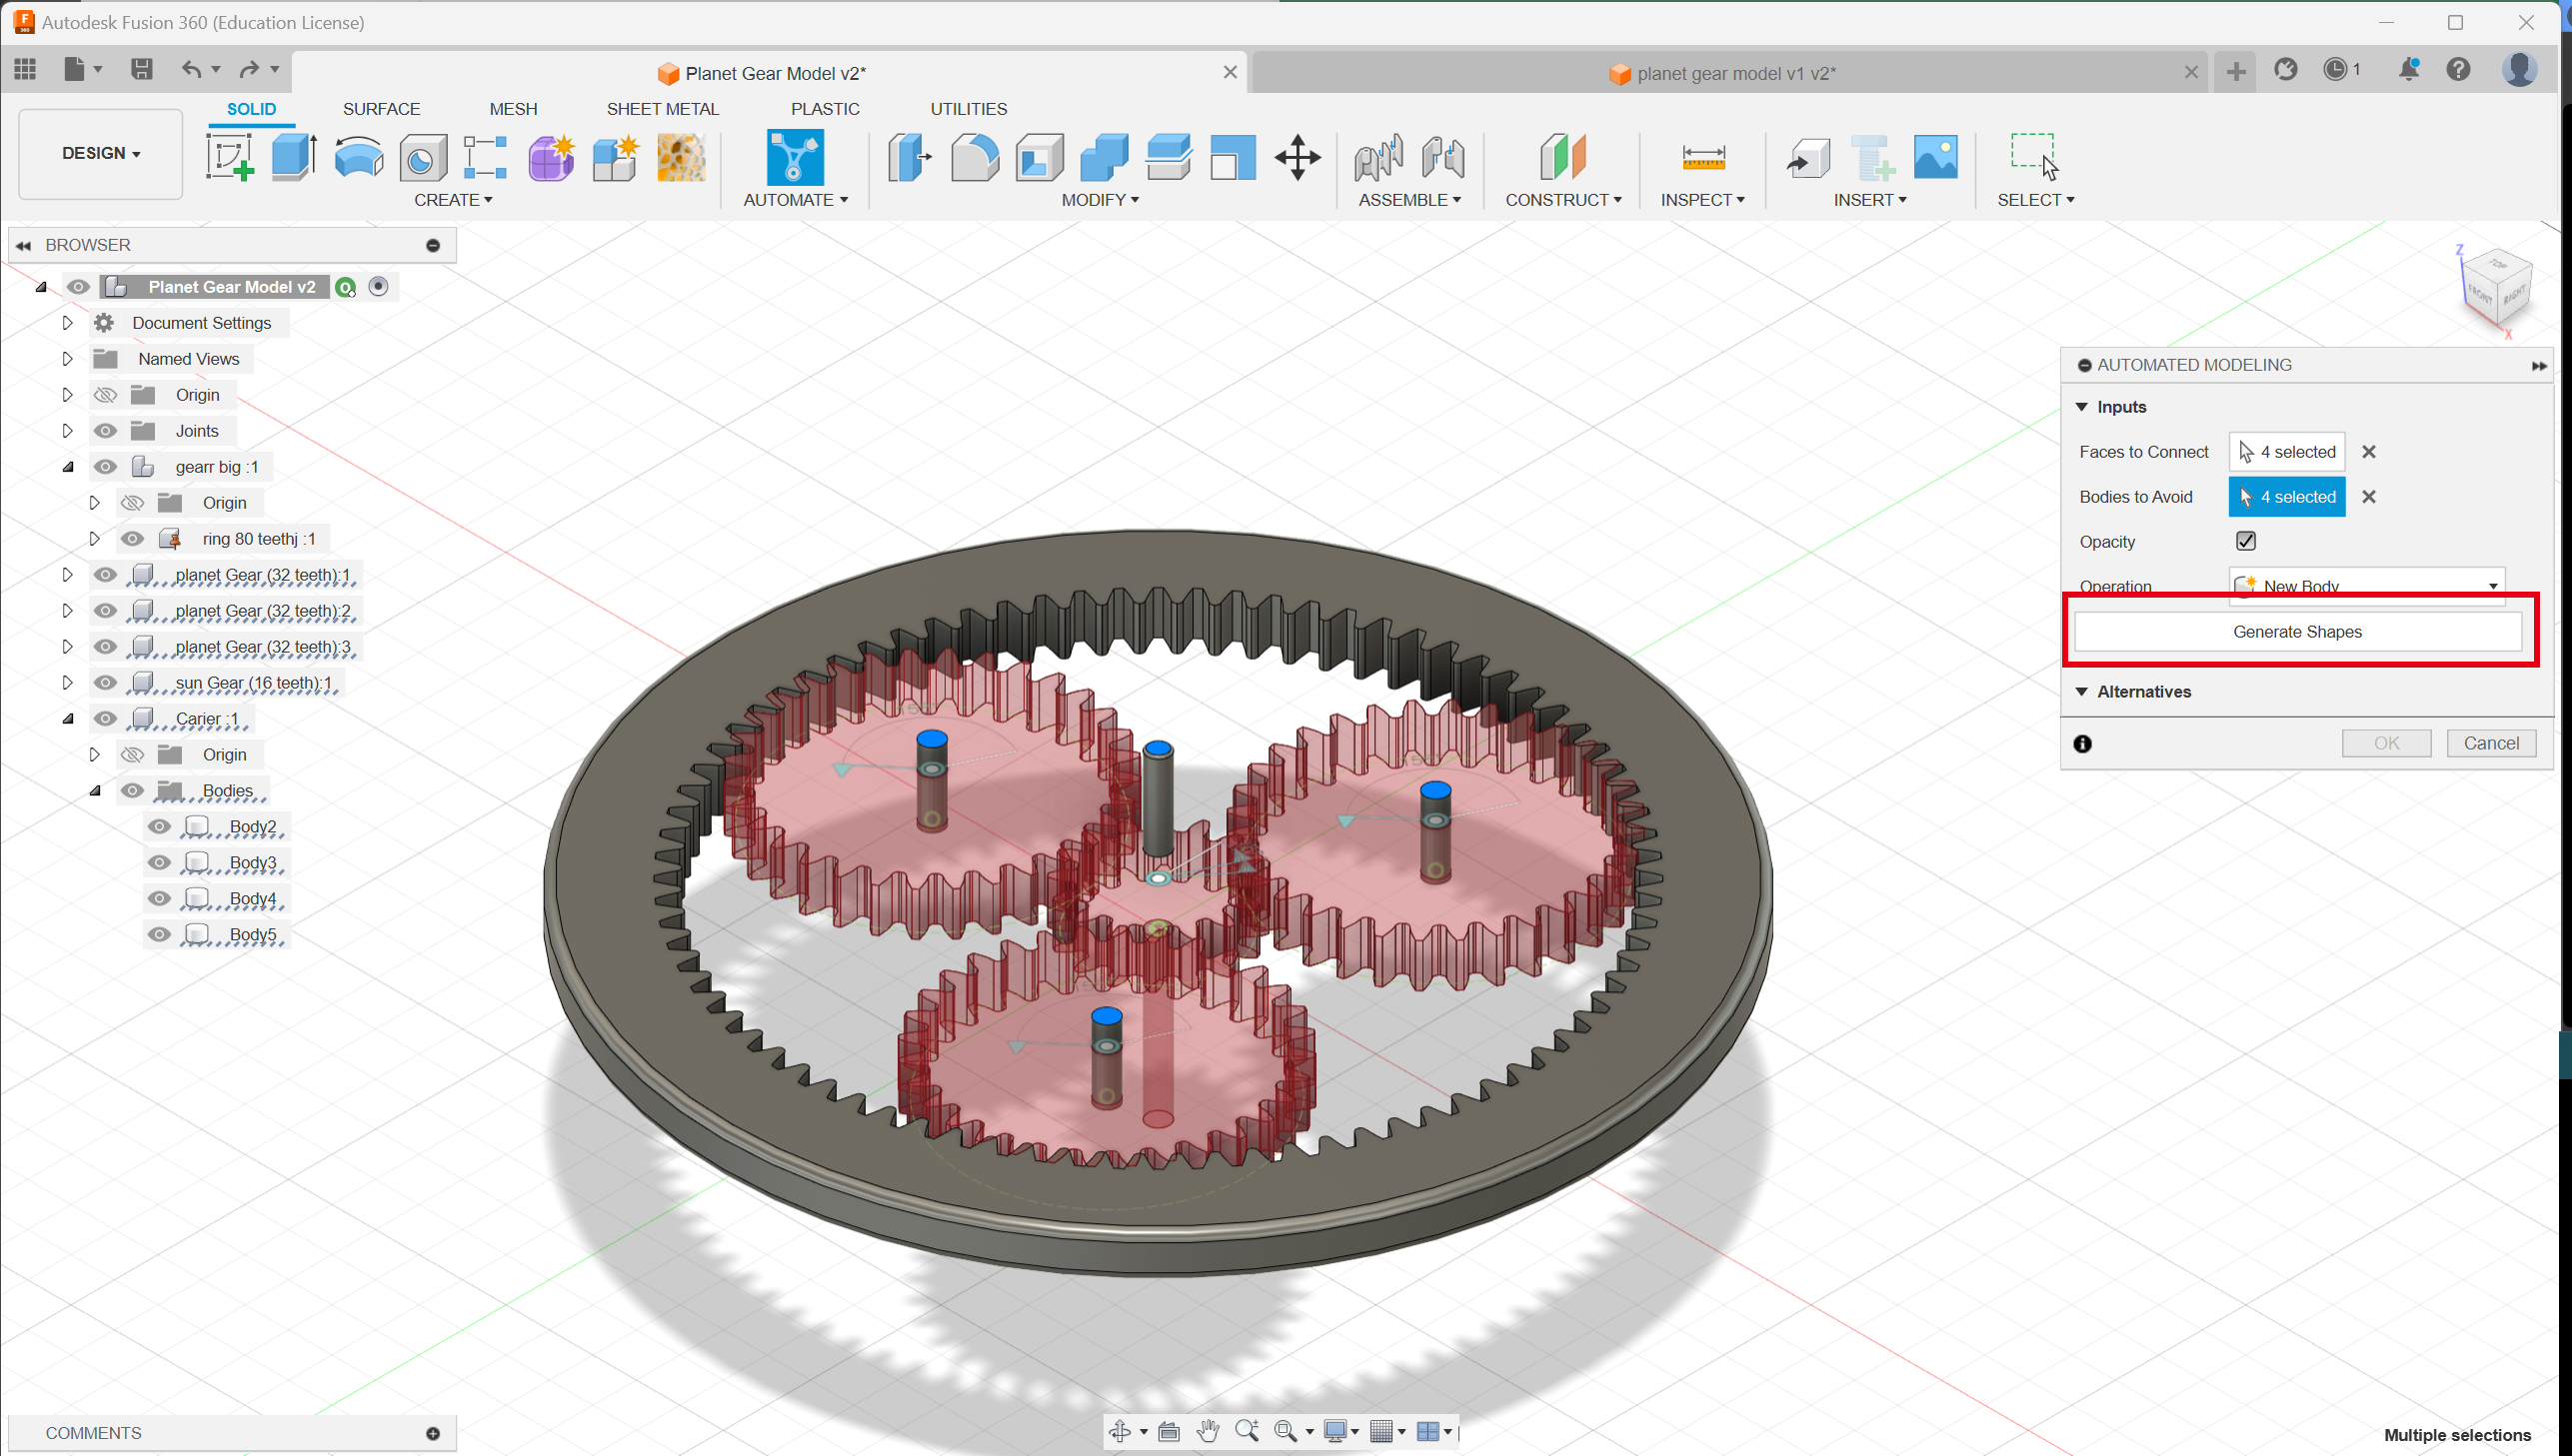 Autodesk Fusion 360 (Education License)
Planet Gear Model v2*
planet gear model v1 v2*
1
DESIGN
SOLID
SURFACE
MESH
SHEET METAL
PLASTIC
UTILITIES
CREATE
AUTOMATE
MODIFY
ASSEMBLE
CONSTRUCT
INSPECT
INSERT
SELECT
BROWSER
Planet Gear Model v2
Document Settings
Named Views
Origin
Joints
gearr big :1
Origin
ring 80 teethj :1
planet Gear (32 teeth):1
planet Gear (32 teeth):2
planet Gear (32 teeth):3
sun Gear (16 teeth):1
Carier :1
Origin
Bodies
Body2
Body3
Body4
Body5
Z
TOP
FRONT
RIGHT
X
AUTOMATED MODELING
Inputs
Faces to Connect
4 selected
Bodies to Avoid
4 selected
Opacity
Operation
New Body
Generate Shapes
Alternatives
OK
Cancel
COMMENTS
Multiple selections